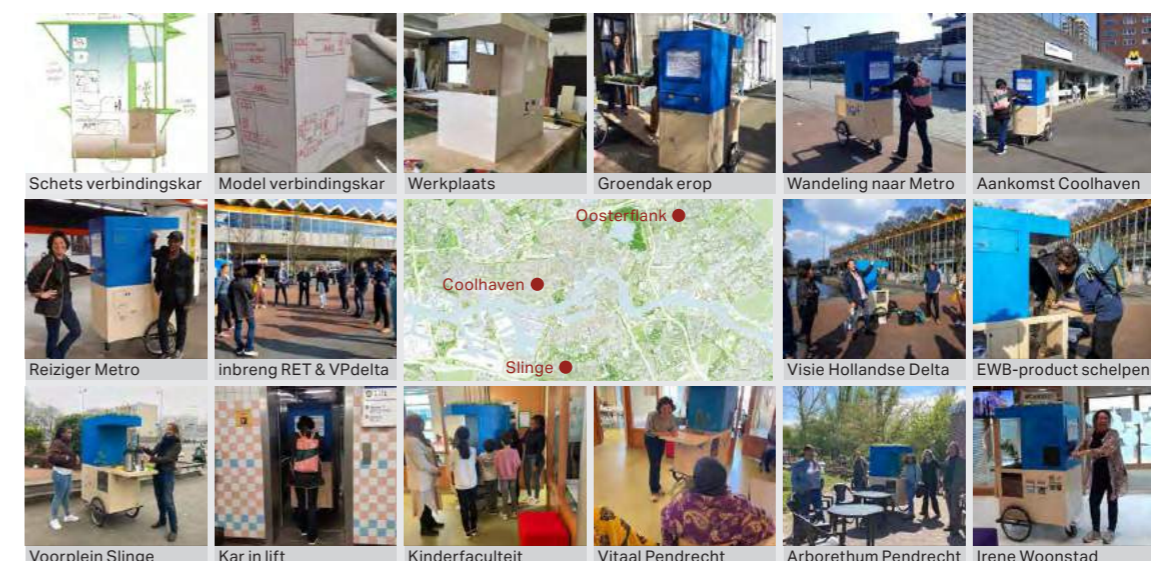 Schets verbindingskar
Model verbindingskar
Werkplaats
Groendak erop
Wandeling naar Metro
Aankomst Coolhaven
Reiziger Metro
inbreng RET & VPdelta
Oosterflank
Coolhaven
Slinge
Visie Hollandse Delta
EWB-product schelpen
Voorplein Slinge
Kar in lift
Kinderfaculteit
Vitaal Pendrecht
Arborethum Pendrecht
Irene Woonstad